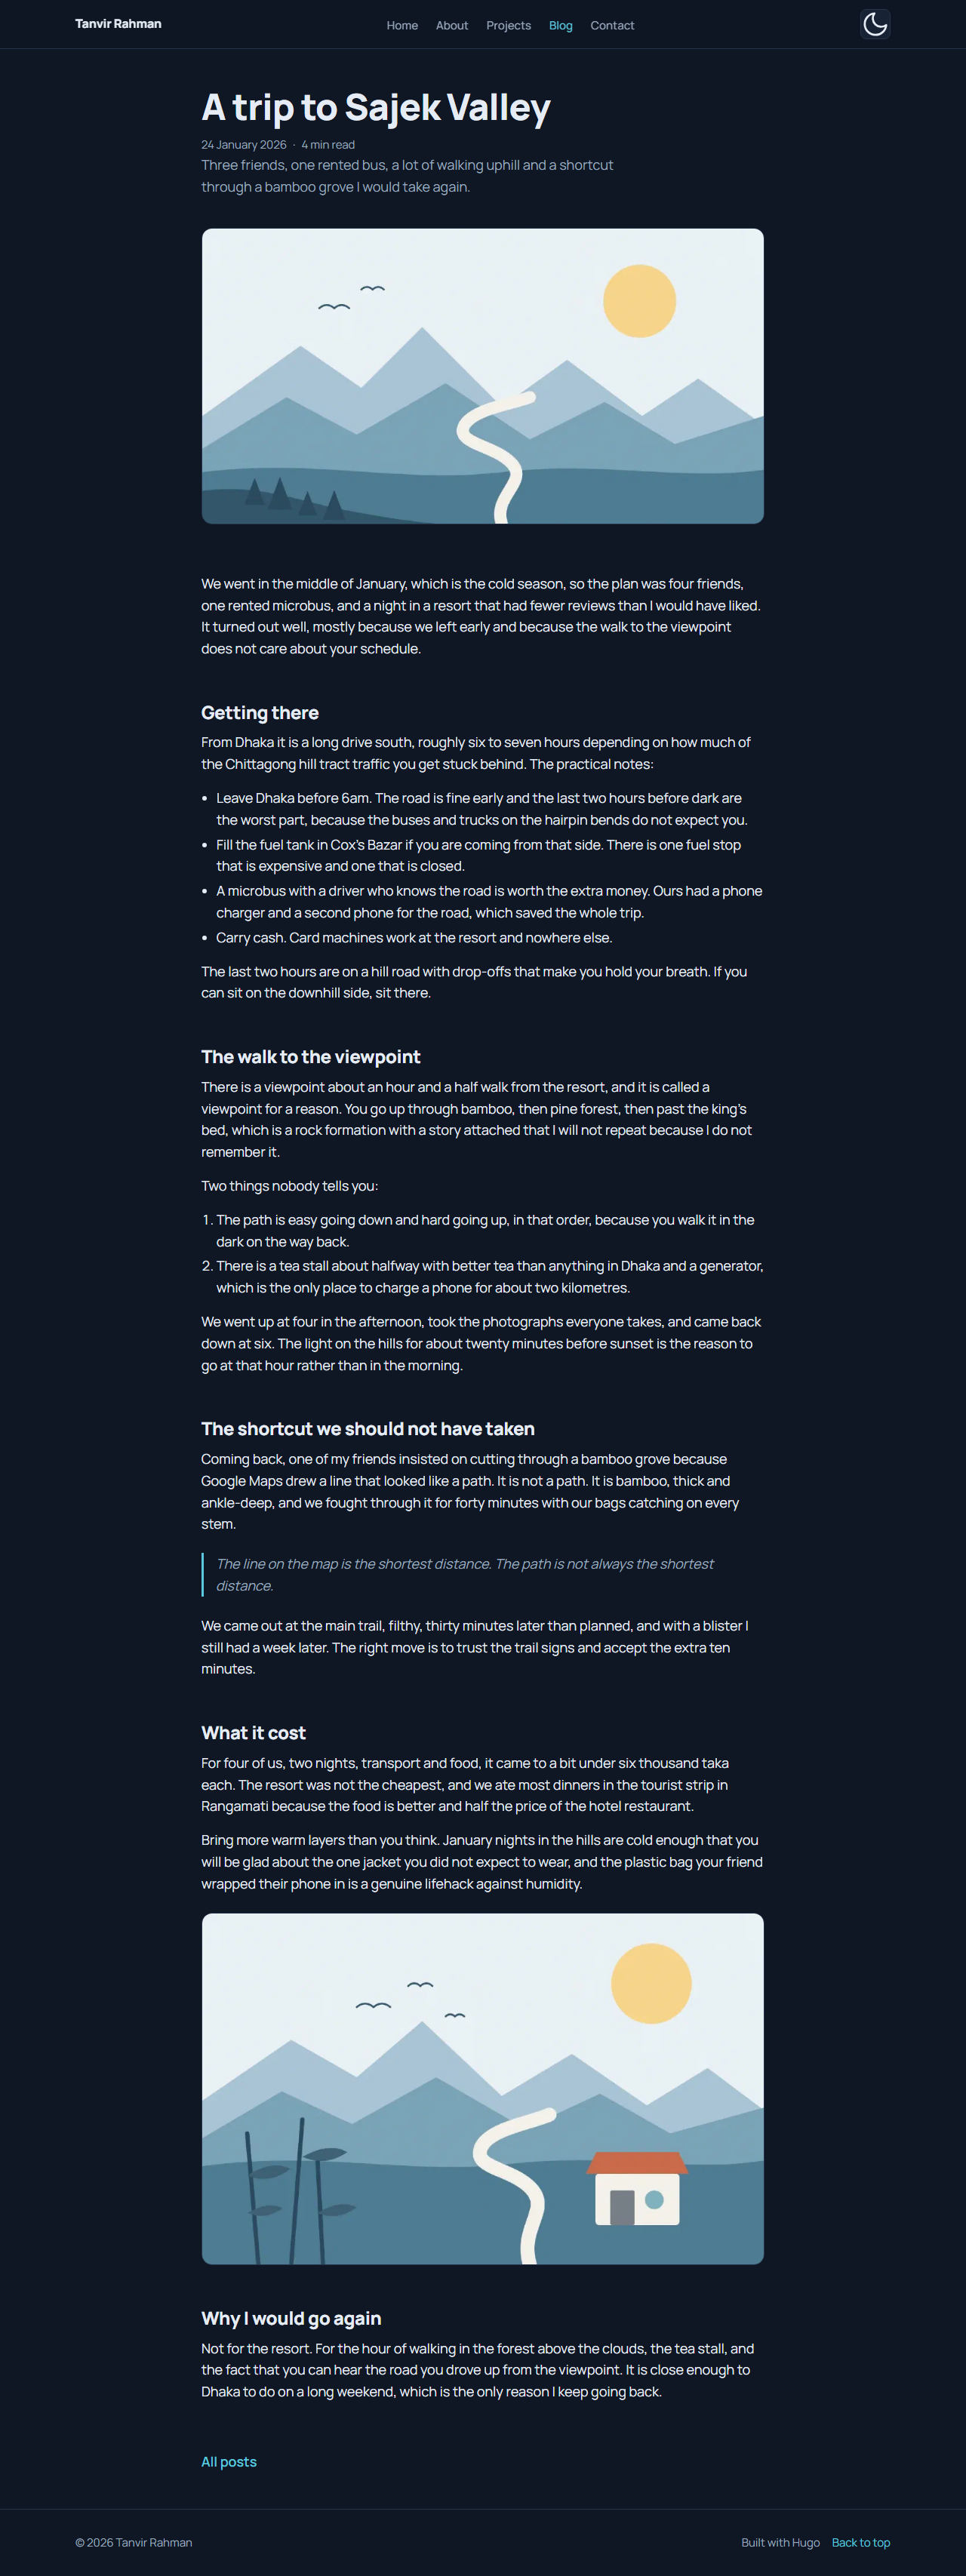 Tanvir Rahman
Home About Projects Blog Contact
A trip to Sajek Valley
24 January 2026 · 4 min read
Three friends, one rented bus, a lot of walking uphill and a shortcut
through a bamboo grove I would take again.
We went in the middle of January, which is the cold season, so the plan was four friends,
one rented microbus, and a night in a resort that had fewer reviews than I would have liked.
It turned out well, mostly because we left early and because the walk to the viewpoint
does not care about your schedule.
Getting there
From Dhaka it is a long drive south, roughly six to seven hours depending on how much of
the Chittagong hill tract traffic you get stuck behind. The practical notes:
• Leave Dhaka before 6am. The road is fine early and the last two hours before dark are
the worst part, because the buses and trucks on the hairpin bends do not expect you.
• Fill the fuel tank in Cox's Bazar if you are coming from that side. There is one fuel stop
that is expensive and one that is closed.
• A microbus with a driver who knows the road is worth the extra money. Ours had a phone
charger and a second phone for the road, which saved the whole trip.
• Carry cash. Card machines work at the resort and nowhere else.
The last two hours are on a hill road with drop-offs that make you hold your breath. If you
can sit on the downhill side, sit there.
The walk to the viewpoint
There is a viewpoint about an hour and a half walk from the resort, and it is called a
viewpoint for a reason. You go up through bamboo, then pine forest, then past the king's
bed, which is a rock formation with a story attached that I will not repeat because I do not
remember it.
Two things nobody tells you:
1. The path is easy going down and hard going up, in that order, because you walk it in the
dark on the way back.
2. There is a tea stall about halfway with better tea than anything in Dhaka and a generator,
which is the only place to charge a phone for about two kilometres.
We went up at four in the afternoon, took the photographs everyone takes, and came back
down at six. The light on the hills for about twenty minutes before sunset is the reason to
go at that hour rather than in the morning.
The shortcut we should not have taken
Coming back, one of my friends insisted on cutting through a bamboo grove because
Google Maps drew a line that looked like a path. It is not a path. It is bamboo, thick and
ankle-deep, and we fought through it for forty minutes with our bags catching on every
stem.
The line on the map is the shortest distance. The path is not always the shortest
distance.
We came out at the main trail, filthy, thirty minutes later than planned, and with a blister I
still had a week later. The right move is to trust the trail signs and accept the extra ten
minutes.
What it cost
For four of us, two nights, transport and food, it came to a bit under six thousand taka
each. The resort was not the cheapest, and we ate most dinners in the tourist strip in
Rangamati because the food is better and half the price of the hotel restaurant.
Bring more warm layers than you think. January nights in the hills are cold enough that you
will be glad about the one jacket you did not expect to wear, and the plastic bag your friend
wrapped their phone in is a genuine lifehack against humidity.
Why I would go again
Not for the resort. For the hour of walking in the forest above the clouds, the tea stall, and
the fact that you can hear the road you drove up from the viewpoint. It is close enough to
Dhaka to do on a long weekend, which is the only reason I keep going back.
All posts
© 2026 Tanvir Rahman
Built with Hugo Back to top